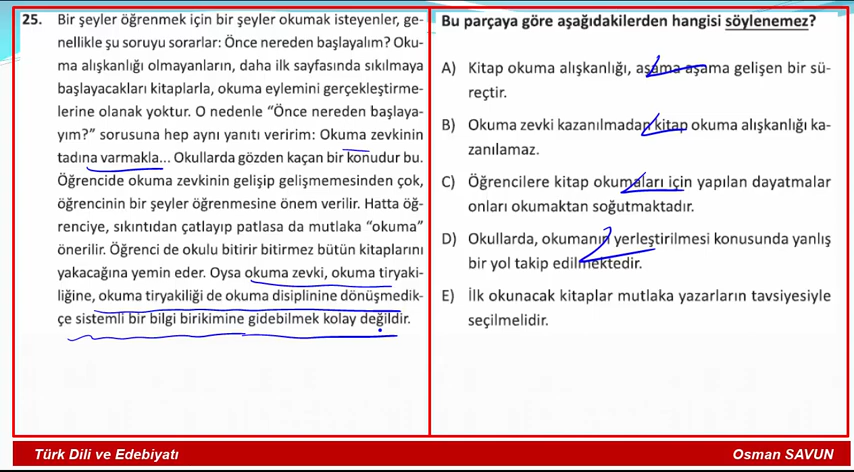 25. Bir şeyler öğrenmek için bir şeyler okumak isteyenler, ge-
nellikle şu soruyu sorarlar: Önce nereden başlayalım? Oku-
ma alışkanlığı olmayanların, daha ilk sayfasında sıkılmaya
başlayacakları kitaplarla, okuma eylemini gerçekleştirme-
lerine olanak yoktur. O nedenle “Önce nereden başlaya-
yım?” sorusuna hep aynı yanıtı veririm: Okuma zevkinin
tadına varmakla... Okullarda gözden kaçan bir konudur bu.
Öğrencide okuma zevkinin gelişip gelişmemesinden çok,
öğrencinin bir şeyler öğrenmesine önem verilir. Hatta öğ-
renciye, sıkıntıdan çatlayıp patlasa da mutlaka “okuma”
önerilir. Öğrenci de okulu bitirir bitirmez bütün kitaplarını
yakacağına yemin eder. Oysa okuma zevki, okuma tiryaki-
liğine, okuma tiryakiliği de okuma disiplinine dönüşmedik-
çe sistemli bir bilgi birikimine gidebilmek kolay değildir.
Bu parçaya göre aşağıdakilerden hangisi söylenemez?
A) Kitap okuma alışkanlığı, aşama aşama gelişen bir sü-
reçtir.
B) Okuma zevki kazanılmadan kitap okuma alışkanlığı ka-
zanılamaz.
C) Öğrencilere kitap okumaları için yapılan dayatmalar
onları okumaktan soğutmaktadır.
D) Okullarda, okumanın yerleştirilmesi konusunda yanlış
bir yol takip edilmektedir.
E) İlk okunacak kitaplar mutlaka yazarların tavsiyesiyle
seçilmelidir.
Türk Dili ve Edebiyatı
Osman SAVUN